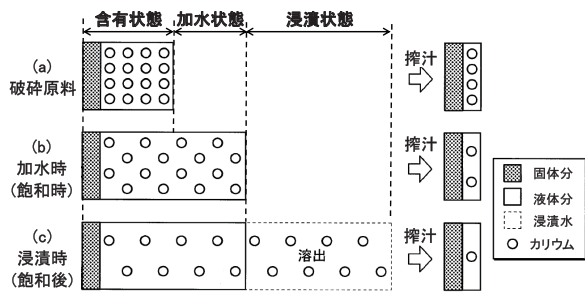 含有状態 加水状態 浸漬状態
(a)
破砕原料
搾汁
(b)
加水時
(飽和時)
搾汁
(c)
浸漬時
(飽和後)
溶出
搾汁
固体分
液体分
浸漬水
カリウム